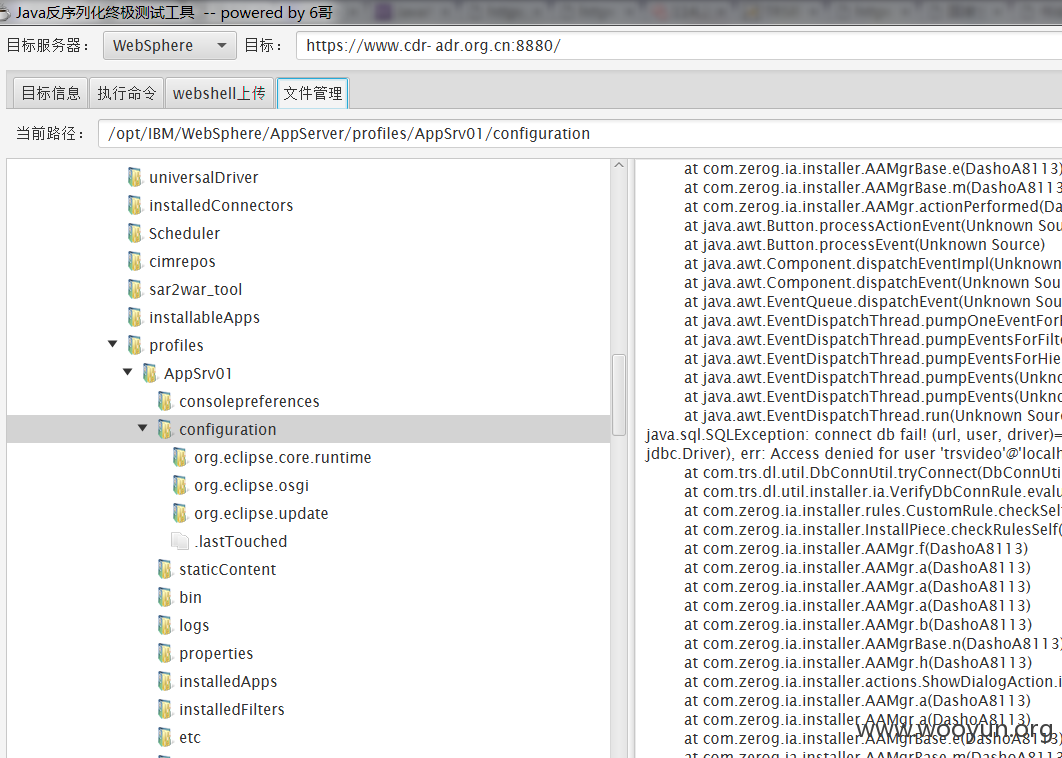 Java反序列化终极测试工具 -- powered by 6哥
目标服务器： WebSphere 目标： https://www.cdr- adr.org.cn:8880/
目标信息 执行命令 webshell上传 文件管理
当前路径： /opt/IBM/WebSphere/AppServer/profiles/AppSrv01/configuration
universalDriver
installedConnectors
Scheduler
cimrepos
sar2war_tool
installableApps
profiles
AppSrv01
consolepreferences
configuration
org.eclipse.core.runtime
org.eclipse.osgi
org.eclipse.update
.lastTouched
staticContent
bin
logs
properties
installedApps
installedFilters
etc
at com.zerog.ia.installer.AAMgrBase.e(DashoA8113)
at com.zerog.ia.installer.AAMgrBase.m(DashoA8113
at com.zerog.ia.installer.AAMgr.actionPerformed(Da
at java.awt.Button.processActionEvent(Unknown Sou
at java.awt.Button.processEvent(Unknown Source)
at java.awt.Component.dispatchEventImpl(Unknown
at java.awt.Component.dispatchEvent(Unknown Sou
at java.awt.EventQueue.dispatchEvent(Unknown Sou
at java.awt.EventDispatchThread.pumpOneEventForF
at java.awt.EventDispatchThread.pumpEventsForFilt
at java.awt.EventDispatchThread.pumpEventsForHie
at java.awt.EventDispatchThread.pumpEvents(Unkno
at java.awt.EventDispatchThread.pumpEvents(Unkno
at java.awt.EventDispatchThread.run(Unknown Sour
java.sql.SQLException: connect db fail! (url, user, driver)=
jdbc.Driver), err: Access denied for user 'trsvideo'@'localh
at com.trs.dl.util.DbConnUtil.tryConnect(DbConnUti
at com.trs.dl.util.installer.ia.VerifyDbConnRule.evalu
at com.zerog.ia.installer.rules.CustomRule.checkSel
at com.zerog.ia.installer.InstallPiece.checkRulesSelf(
at com.zerog.ia.installer.AAMgr.f(DashoA8113)
at com.zerog.ia.installer.AAMgr.a(DashoA8113)
at com.zerog.ia.installer.AAMgr.a(DashoA8113)
at com.zerog.ia.installer.AAMgr.a(DashoA8113)
at com.zerog.ia.installer.AAMgr.b(DashoA8113)
at com.zerog.ia.installer.AAMgrBase.n(DashoA8113)
at com.zerog.ia.installer.AAMgr.h(DashoA8113)
at com.zerog.ia.installer.actions.ShowDialogAction.i
at com.zerog.ia.installer.AAMgr.a(DashoA8113)
at com.zerog.ia.installer.AAMgr.a(DashoA8113)
at com.zerog.ia.installer.AAMgrBase.e(DashoA8113)
at com.zerog.ia.installer.AAMgrBase.m(DashoA8113
www.wooyun.org